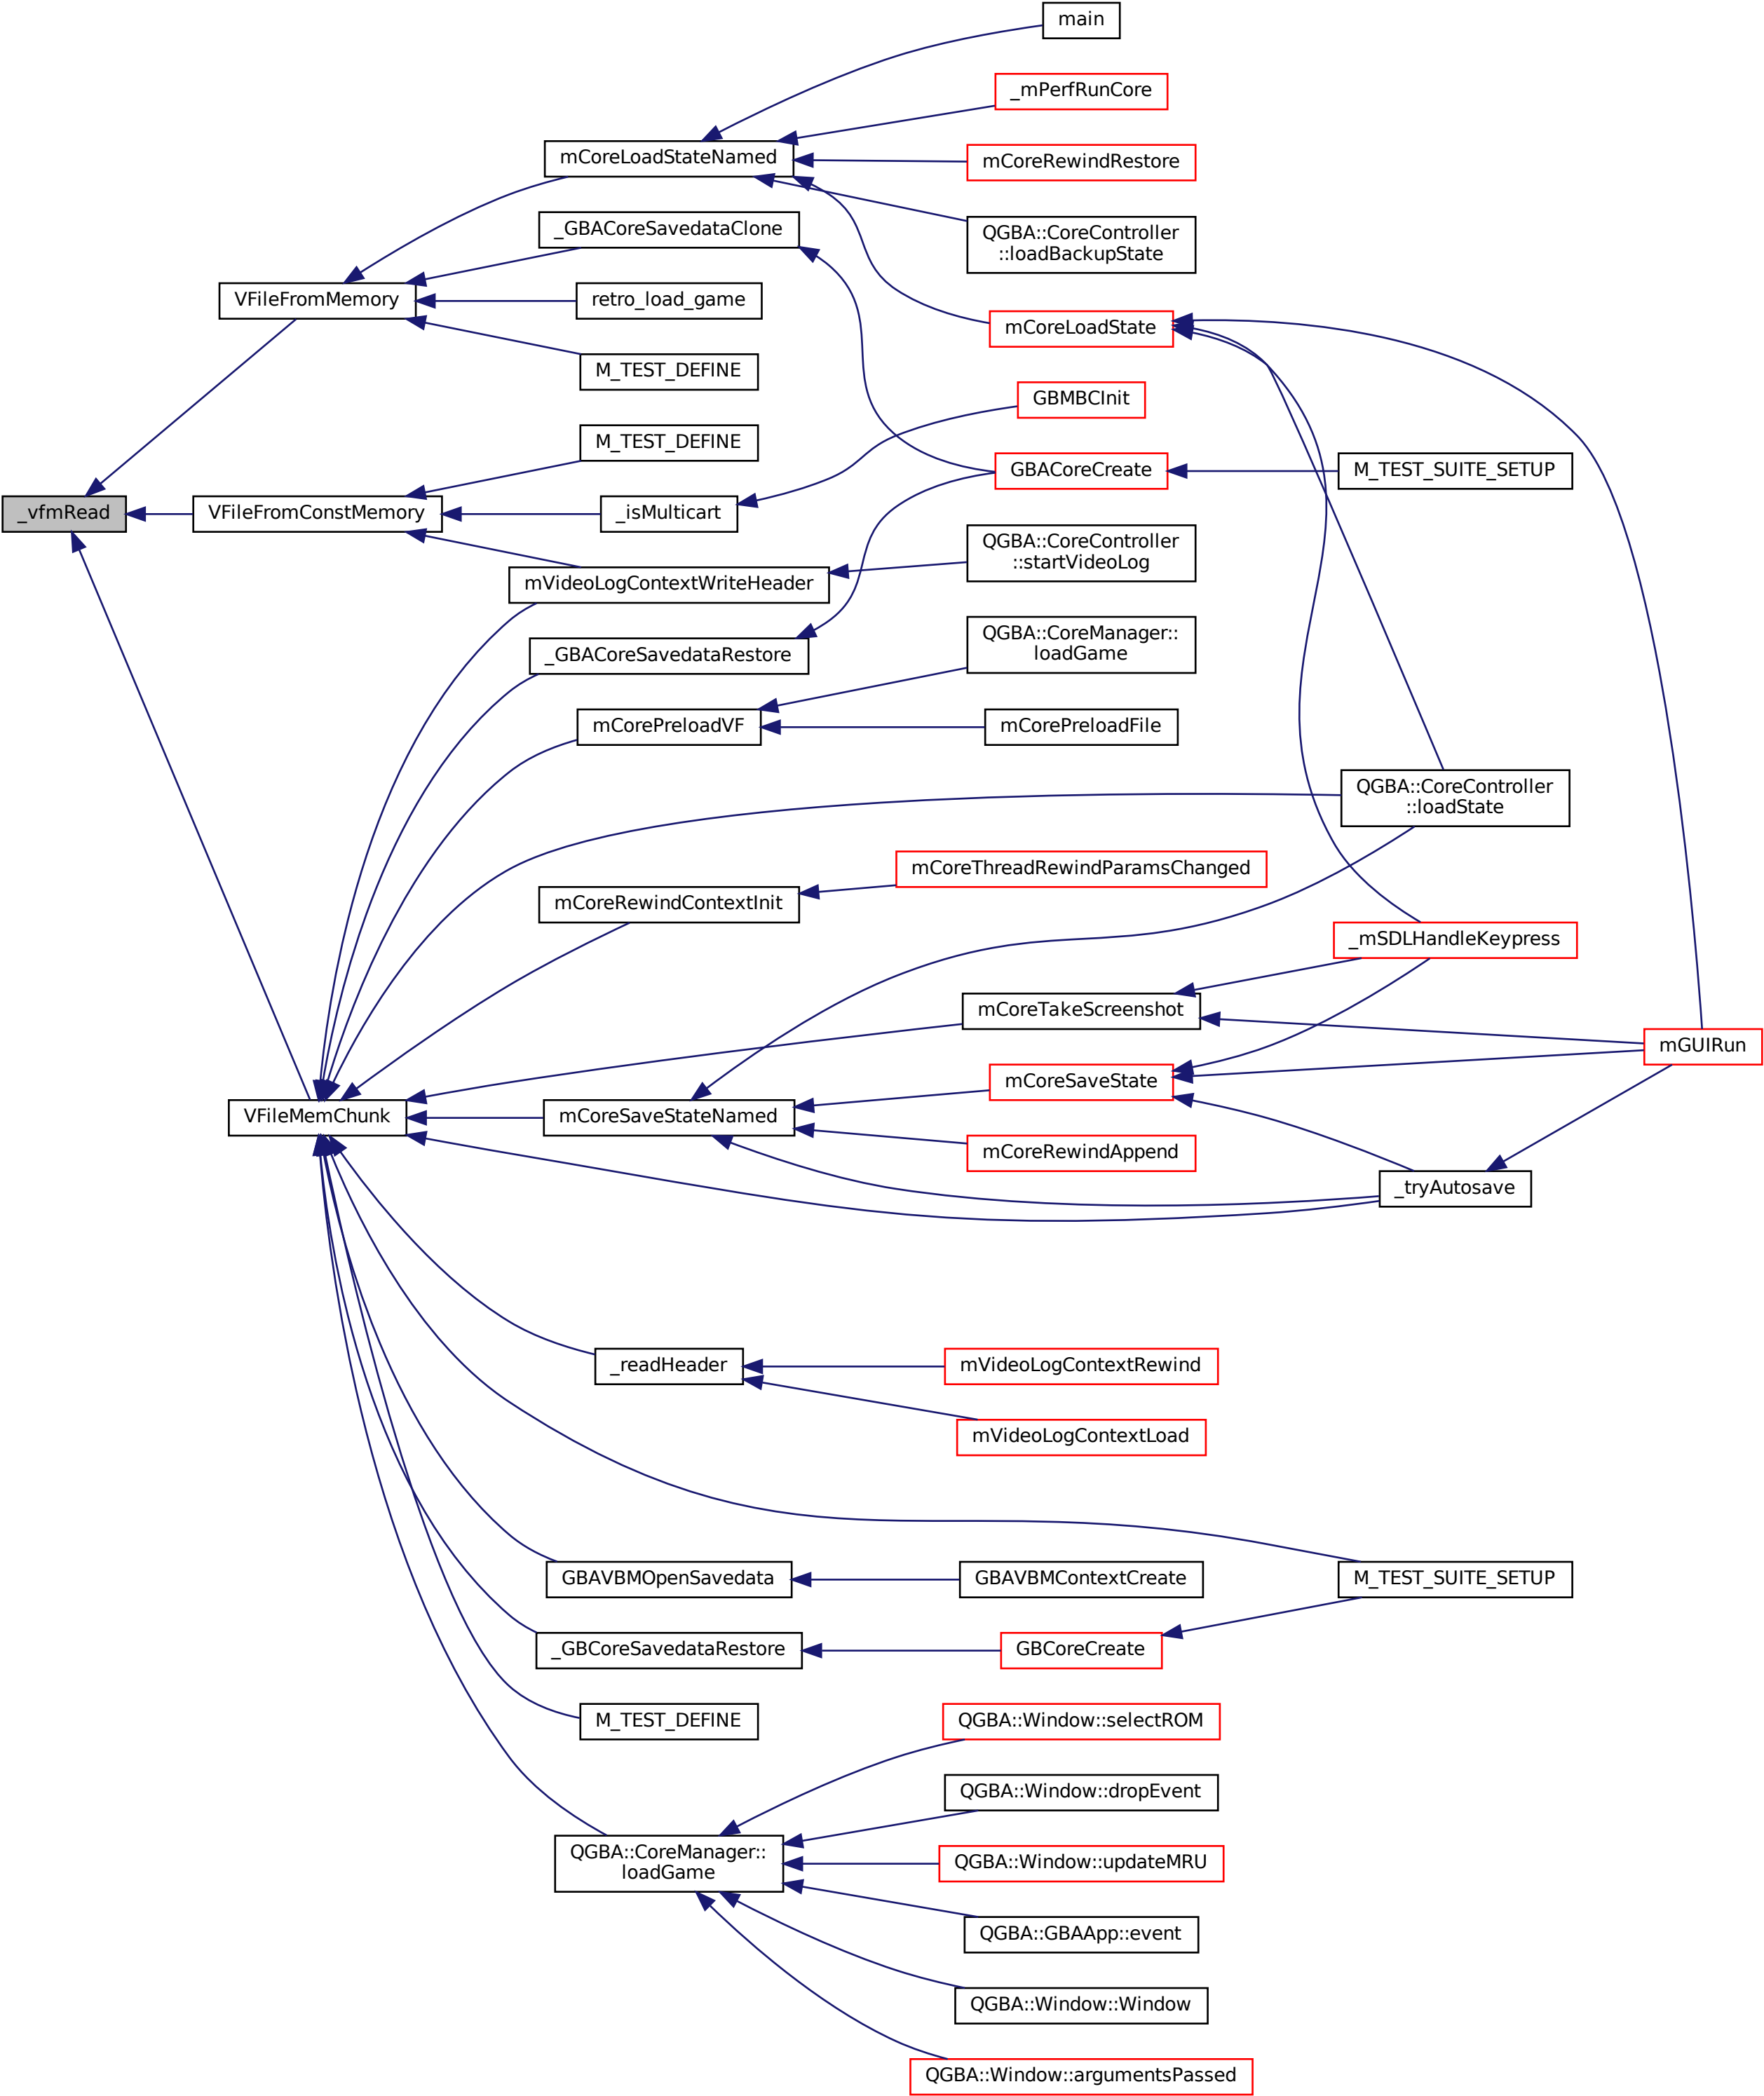 main
_mPerfRunCore
mCoreLoadStateNamed
mCoreRewindRestore
_GBACoreSavedataClone
QGBA::CoreController
::loadBackupState
VFileFromMemory
retro_load_game
mCoreLoadState
M_TEST_DEFINE
GBMBCInit
M_TEST_DEFINE
GBACoreCreate
M_TEST_SUITE_SETUP
_vfmRead
VFileFromConstMemory
_isMulticart
QGBA::CoreController
::startVideoLog
mVideoLogContextWriteHeader
QGBA::CoreManager::
loadGame
_GBACoreSavedataRestore
mCorePreloadVF
mCorePreloadFile
QGBA::CoreController
::loadState
mCoreThreadRewindParamsChanged
mCoreRewindContextInit
_mSDLHandleKeypress
mCoreTakeScreenshot
mGUIRun
mCoreSaveState
VFileMemChunk
mCoreSaveStateNamed
mCoreRewindAppend
_tryAutosave
_readHeader
mVideoLogContextRewind
mVideoLogContextLoad
GBAVBMOpenSavedata
GBAVBMContextCreate
M_TEST_SUITE_SETUP
_GBCoreSavedataRestore
GBCoreCreate
M_TEST_DEFINE
QGBA::Window::selectROM
QGBA::Window::dropEvent
QGBA::CoreManager::
loadGame
QGBA::Window::updateMRU
QGBA::GBAApp::event
QGBA::Window::Window
QGBA::Window::argumentsPassed